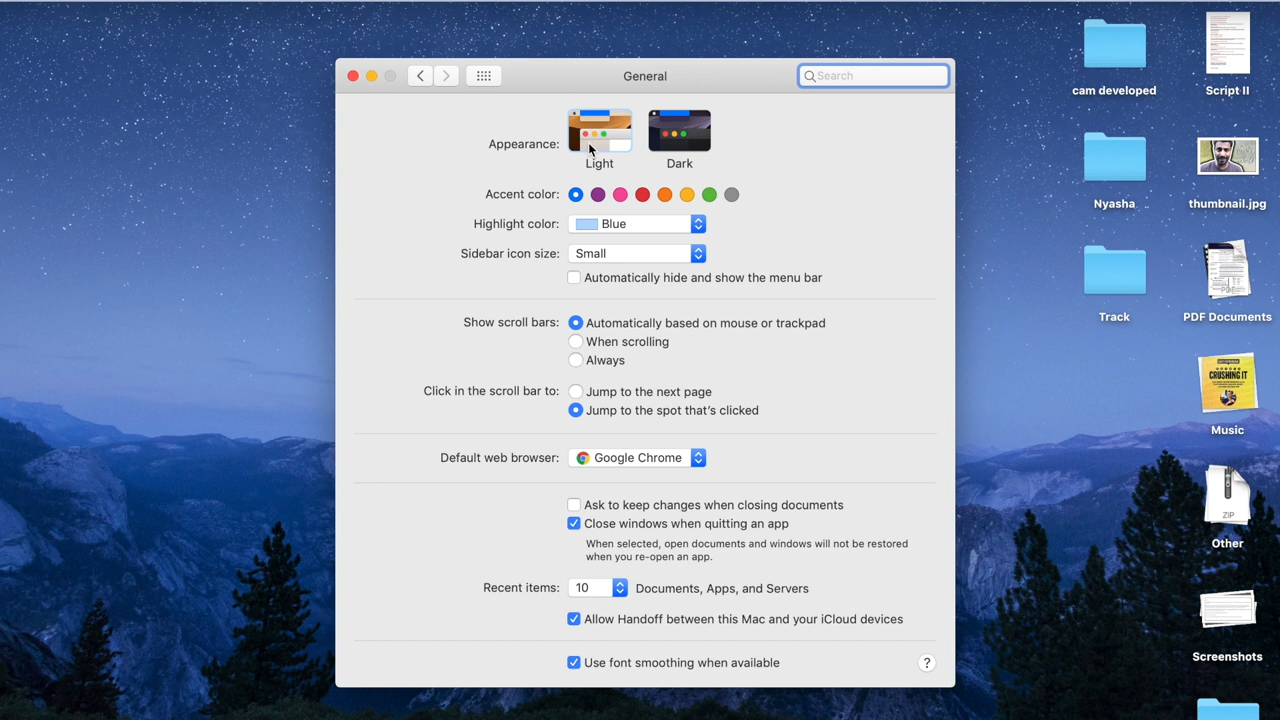 General
Search
Appearance:
Light
Dark
Accent color:
Highlight color:
Blue
Sidebar icon size:
Small
Automatically hide and show the menu bar
Show scroll bars:
Automatically based on mouse or trackpad
When scrolling
Always
Click in the scroll bar to:
Jump to the next page
Jump to the spot that's clicked
Default web browser:
Google Chrome
Ask to keep changes when closing documents
Close windows when quitting an app
When selected, open documents and windows will not be restored
when you re-open an app.
Recent items:
10
Documents, Apps, and Servers
Allow Handoff between this Mac and your iCloud devices
Use font smoothing when available
?
cam developed
Script II
Nyasha
thumbnail.jpg
Track
PDF
PDF Documents
CRUSHING IT
Music
ZIP
Other
Screenshots